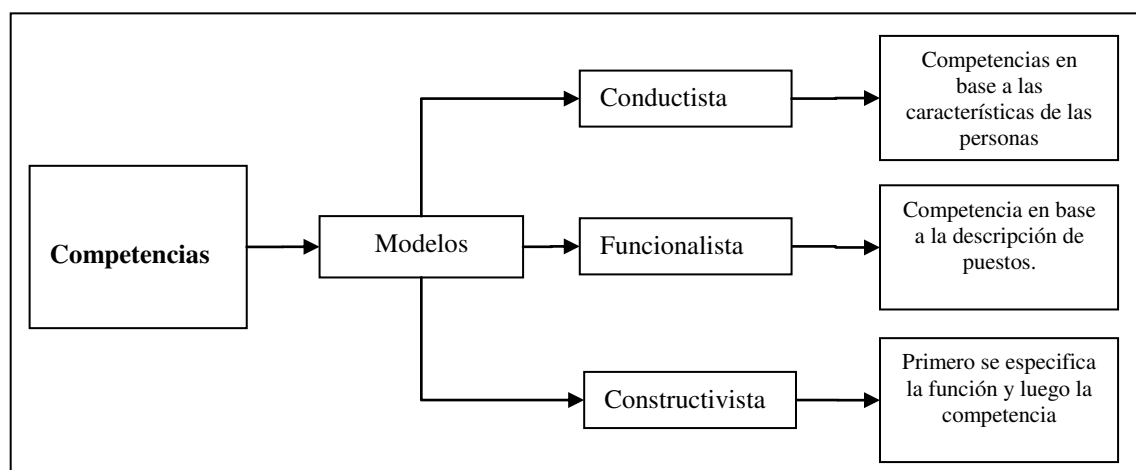 Competencias
Modelos
Conductista
Competencias en
base a las
características de las
personas
Funcionalista
Competencia en base
a la descripción de
puestos.
Constructivista
Primero se especifica
la función y luego la
competencia